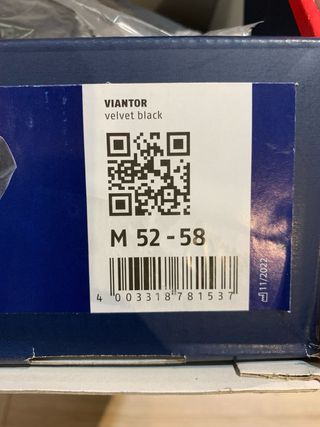 VIANTOR
velvet black
M 52-58
4 003318 781537
11/2022